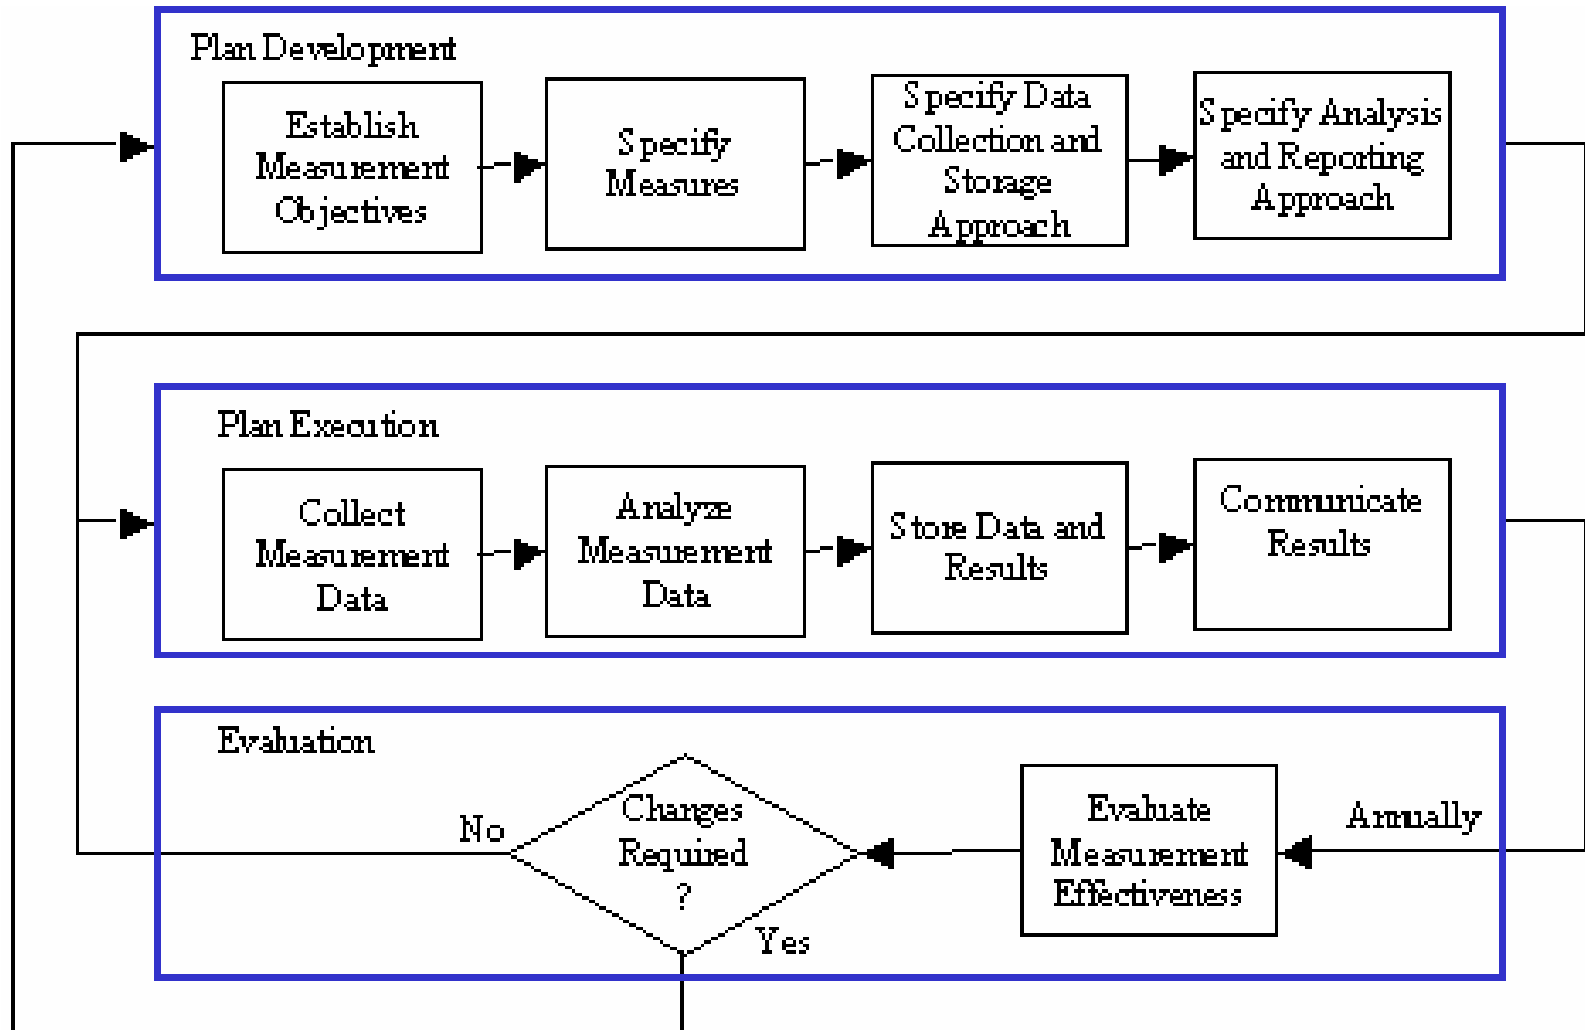 Plan Development
Establish
Measurement
Objectives
Specify
Measures
Specify Data
Collection and
Storage
Approach
Specify Analysis
and Reporting
Approach
Plan Execution
Collect
Measurement
Data
Analyze
Measurement
Data
Store Data and
Results
Communicate
Results
Evaluation
No
Changes
Required
?
Yes
Evaluate
Measurement
Effectiveness
Annually